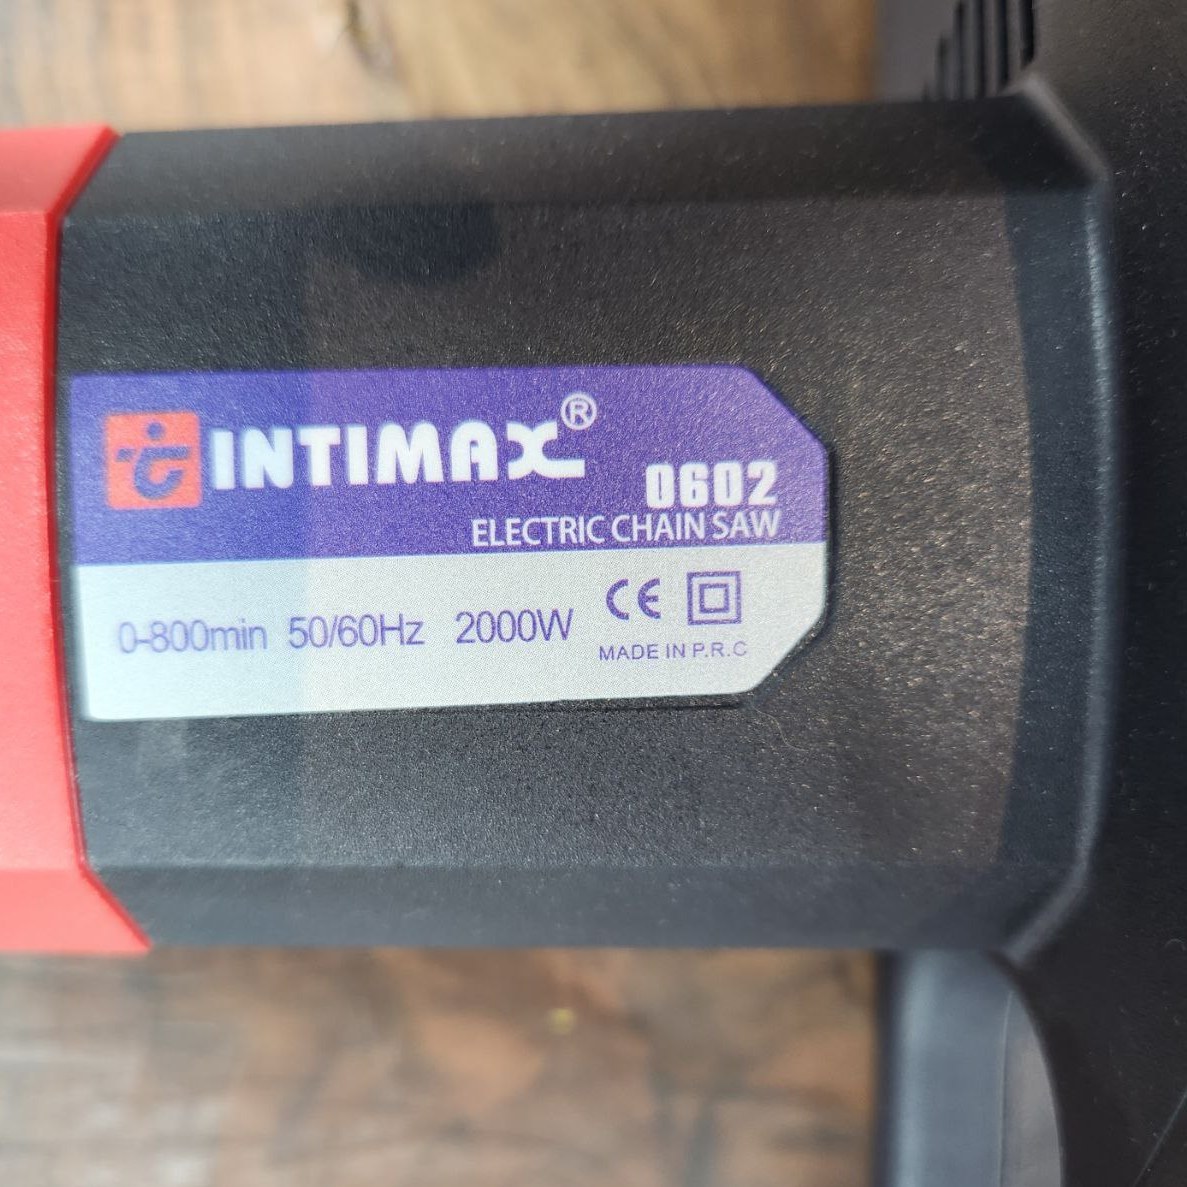 INTIMAX®
0602
ELECTRIC CHAIN SAW
0-800min 50/60Hz 2000W CE
MADE IN P.R.C